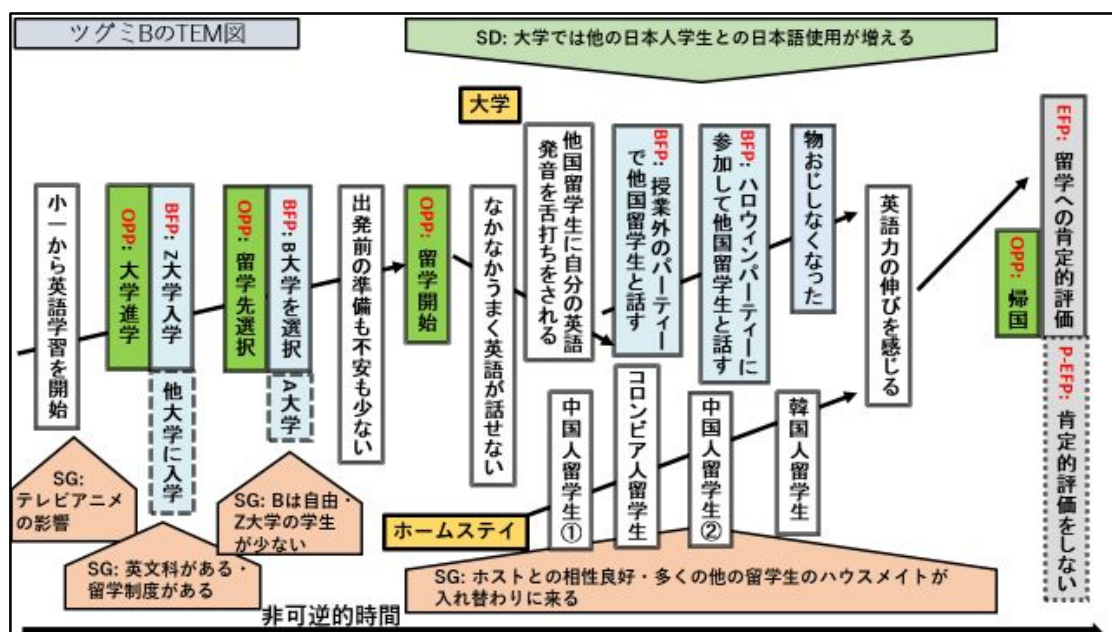 ツグミBのTEM図
SD: 大学では他の日本人学生との日本語使用が増える
大学
小一から英語学習を開始
OPP: 大学進学
BFP: Z大学入学
他大学に入学
OPP: 留学先選択
BFP: B大学を選択
A大学
出発前の準備も不安も少ない
OPP: 留学開始
なかなかうまく英語が話せない
他国留学生に自分の英語
発音を舌打ちをされる
BFP: 授業外のパーティー
で他国留学生と話す
BFP: ハロウィンパーティーに
参加して他国留学生と話す
物おじしなくなった
英語力の伸びを感じる
OPP: 帰国
EFP: 留学への肯定的評価
P-EFP: 肯定的評価をしない
ホームステイ
中国人留学生①
コロンビア人留学生
中国人留学生②
韓国人留学生
SG:
テレビアニメ
の影響
SG: 英文科がある・
留学制度がある
SG: Bは自由・
Z大学の学生
が少ない
SG: ホストとの相性良好・多くの他の留学生のハウスメイトが
入れ替わりに来る
非可逆的時間